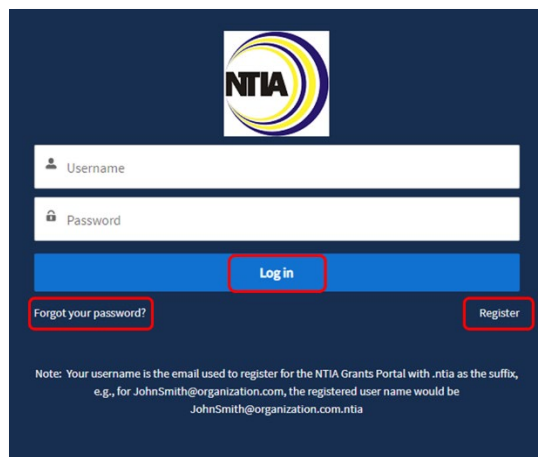 NTIA
Username
Password
Log in
Forgot your password? Register
Note: Your username is the email used to register for the NTIA Grants Portal with .ntia as the suffix,
e.g., for JohnSmith@organization.com, the registered user name would be
JohnSmith@organization.com.ntia